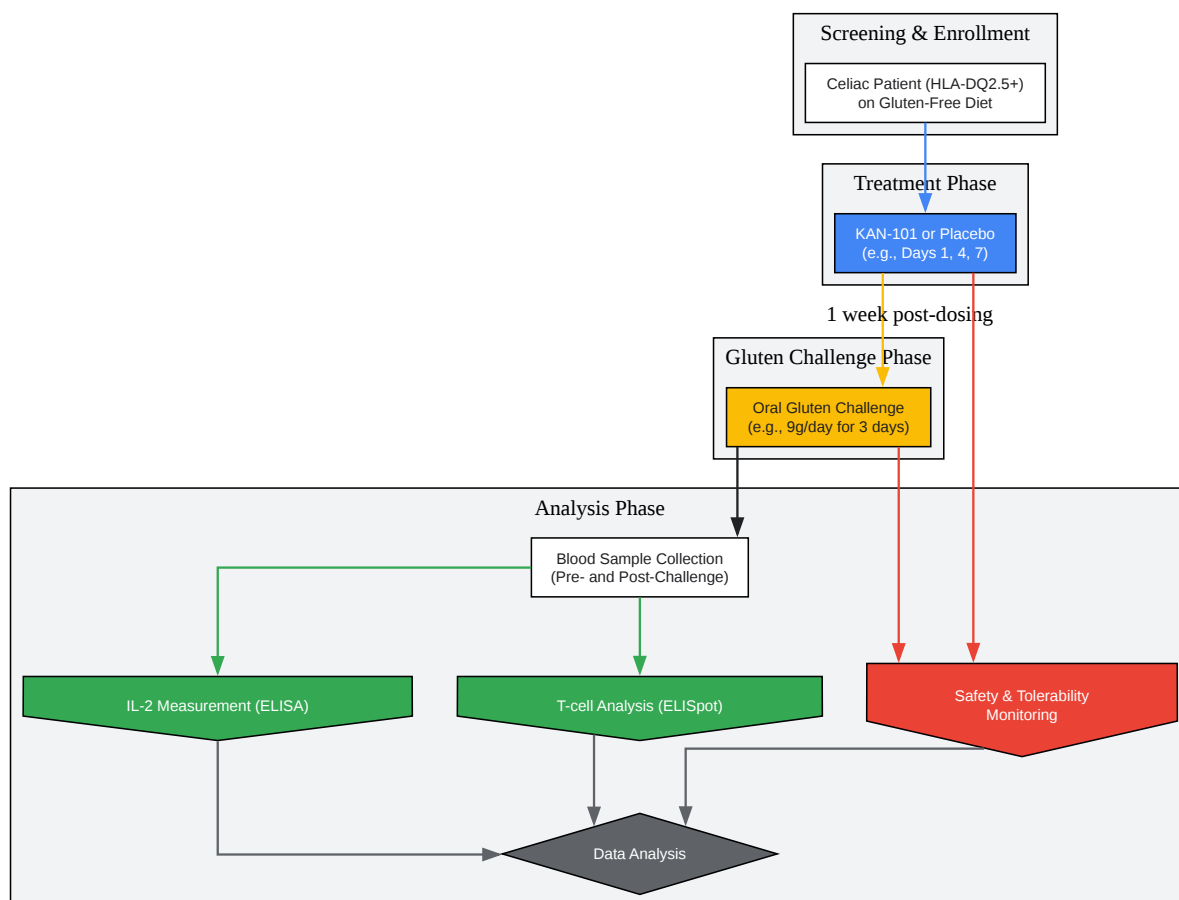 Screening & Enrollment
Celiac Patient (HLA-DQ2.5+)
on Gluten-Free Diet
Treatment Phase
KAN-101 or Placebo
(e.g., Days 1, 4, 7)
1 week post-dosing
Gluten Challenge Phase
Oral Gluten Challenge
(e.g., 9g/day for 3 days)
Analysis Phase
Blood Sample Collection
(Pre- and Post-Challenge)
IL-2 Measurement (ELISA)
T-cell Analysis (ELISpot)
Safety & Tolerability
Monitoring
Data Analysis